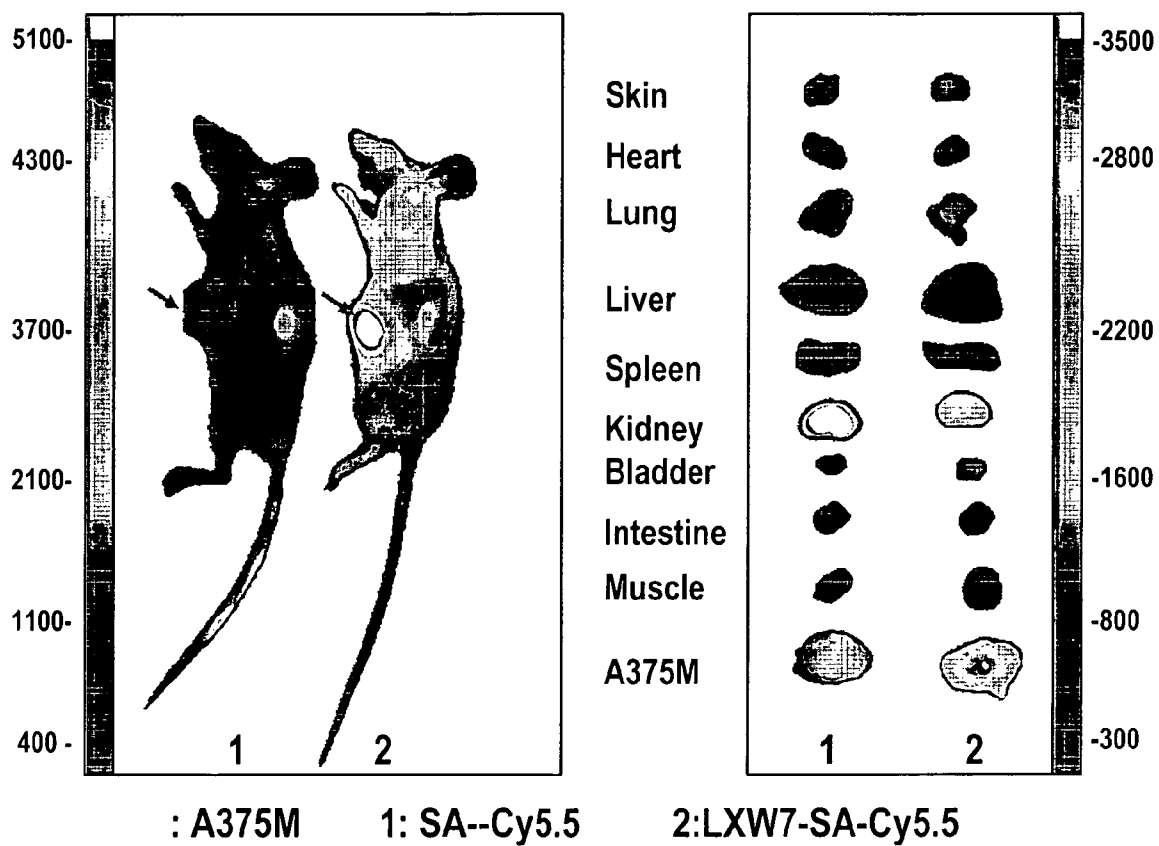 5100-
4300-
3700-
2100-
1100-
400 -
1 2
Skin
Heart
Lung
Liver
Spleen
Kidney
Bladder
Intestine
Muscle
A375M
1 2
-3500
-2800
-2200
-1600
-800
-300
: A375M 1: SA--Cy5.5 2:LXW7-SA-Cy5.5